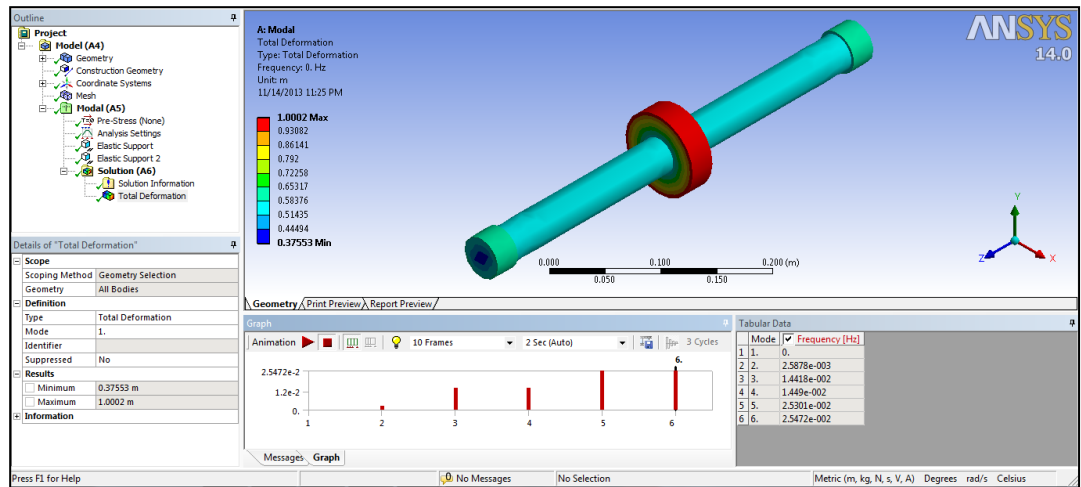 Outline
Project
Model (A4)
Geometry
Construction Geometry
Coordinate Systems
Mesh
Modal (A5)
Pre-Stress (None)
Analysis Settings
Elastic Support
Elastic Support 2
Solution (A6)
Solution Information
Total Deformation
Details of "Total Deformation"
Scope
Scoping Method Geometry Selection
Geometry All Bodies
Definition
Type Total Deformation
Mode 1.
Identifier
Suppressed No
Results
Minimum 0.37553 m
Maximum 1.0002 m
Information
A: Modal
Total Deformation
Type: Total Deformation
Frequency: 0. Hz
Unit: m
11/14/2013 11:25 PM
1.0002 Max
0.93082
0.86141
0.792
0.72258
0.65317
0.58376
0.51435
0.44494
0.37553 Min
ANSYS
14.0
0.000 0.100 0.200 (m)
0.050 0.150
Y
Z X
Geometry Print Preview Report Preview
Graph
Animation 10 Frames 2 Sec (Auto) 3 Cycles
6.
2.5472e-2
1.2e-2
0.
1 2 3 4 5 6
Messages Graph
Tabular Data
Mode Frequency [Hz]
1 1. 0.
2 2. 2.5878e-003
3 3. 1.4418e-002
4 4. 1.449e-002
5 5. 2.5301e-002
6 6. 2.5472e-002
Press F1 for Help 0 No Messages No Selection Metric (m, kg, N, s, V, A) Degrees rad/s Celsius